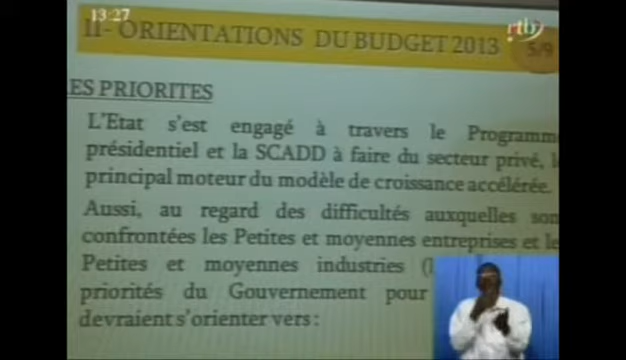 13:27
rtb
II- ORIENTATIONS DU BUDGET 2013
5/9
ES PRIORITES
L'Etat s'est engagé à travers le Programm
présidentiel et la SCADD à faire du secteur privé, l
principal moteur du modèle de croissance accélérée.
Aussi, au regard des difficultés auxquelles son
confrontées les Petites et moyennes entreprises et le
Petites et moyennes industries (
priorités du Gouvernement pour
devraient s'orienter vers :